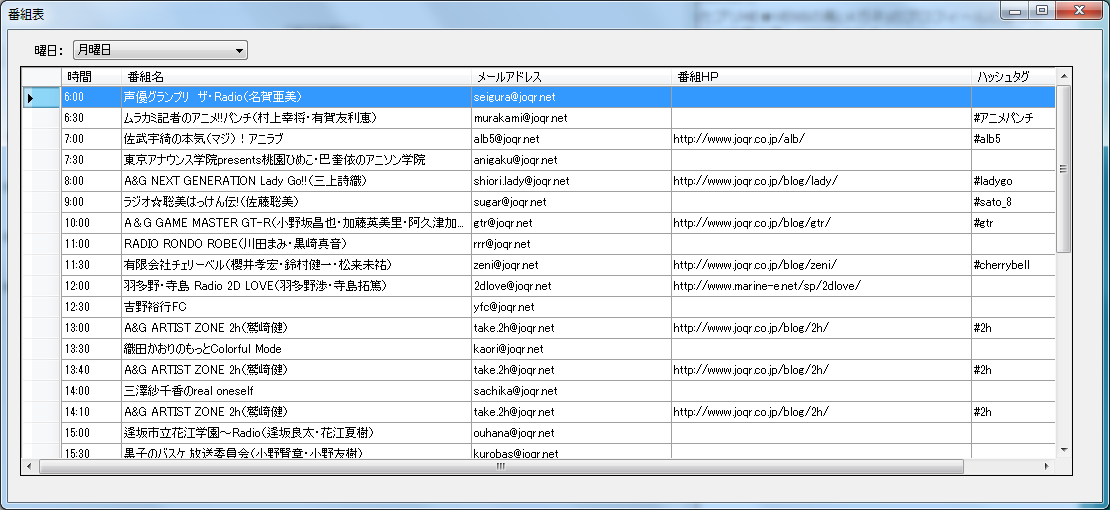 番組表
曜日: 月曜日
時間 番組名 メールアドレス 番組HP ハッシュタグ
6:00 声優グランプリ ザ・Radio(名賀亜美) seigura@joqr.net
6:30 ムラカミ記者のアニメ!!パンチ(村上幸将・有賀友利恵) murakami@joqr.net #アニメパンチ
7:00 佐武宇綺の本気(マジ)!アニラブ alb5@joqr.net http://www.joqr.co.jp/alb/ #alb5
7:30 東京アナウンス学院presents桃園ひめこ・巴奎依のアニソン学院 anigaku@joqr.net
8:00 A&G NEXT GENERATION Lady Go!!(三上詩織) shiori.lady@joqr.net http://www.joqr.co.jp/blog/lady/ #ladygo
9:00 ラジオ☆聡美はっけん伝!(佐藤聡美) sugar@joqr.net #sato_8
10:00 A&G GAME MASTER GT-R(小野坂昌也・加藤英美里・阿久津加... gtr@joqr.net http://www.joqr.co.jp/blog/gtr/ #gtr
11:00 RADIO RONDO ROBE(川田まみ・黒崎真音) rrr@joqr.net
11:30 有限会社チェリーベル(櫻井孝宏・鈴村健一・松来未祐) zeni@joqr.net http://www.joqr.co.jp/blog/zeni/ #cherrybell
12:00 羽多野・寺島 Radio 2D LOVE(羽多野渉・寺島拓篤) 2dlove@joqr.net http://www.marine-e.net/sp/2dlove/
12:30 吉野裕行FC yfc@joqr.net
13:00 A&G ARTIST ZONE 2h(鷲崎健) take.2h@joqr.net http://www.joqr.co.jp/blog/2h/ #2h
13:30 織田かおりのもっとColorful Mode kaori@joqr.net
13:40 A&G ARTIST ZONE 2h(鷲崎健) take.2h@joqr.net http://www.joqr.co.jp/blog/2h/ #2h
14:00 三澤紗千香のreal oneself sachika@joqr.net
14:10 A&G ARTIST ZONE 2h(鷲崎健) take.2h@joqr.net http://www.joqr.co.jp/blog/2h/ #2h
15:00 逢坂市立花江学園~Radio(逢坂良太・花江夏樹) ouhana@joqr.net
15:30 黒子のバスケ 放送委員会(小野賢章・小野友樹) kurobas@joqr.net